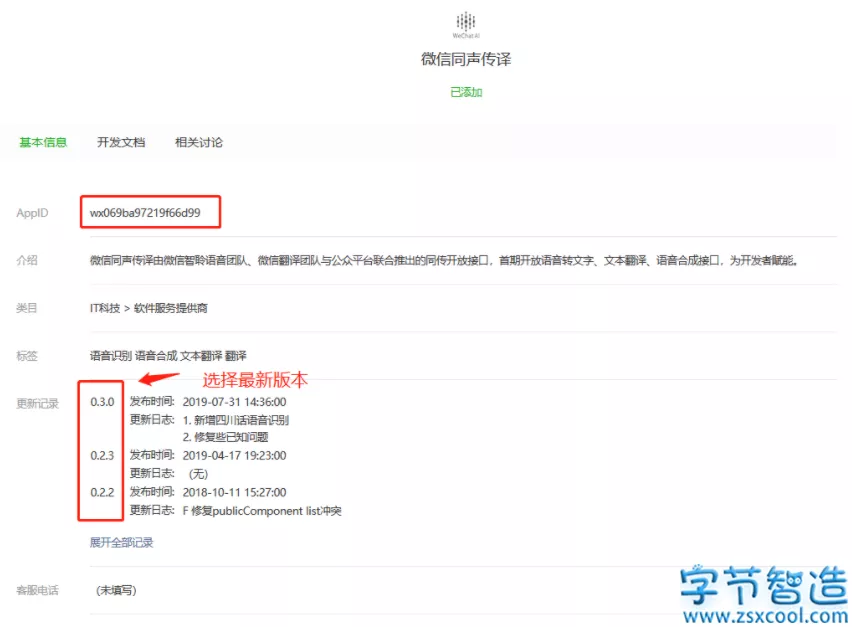 WeChat AI
微信同声传译
已添加
基本信息 开发文档 相关讨论
AppID wx069ba97219f66d99
介绍 微信同声传译由微信智聆语音团队、微信翻译团队与公众平台联合推出的同传开放接口，首期开放语音转文字、文本翻译、语音合成接口，为开发者赋能。
类目 IT科技 > 软件服务提供商
标签 语音识别 语音合成 文本翻译 翻译
选择最新版本
更新记录 0.3.0 发布时间: 2019-07-31 14:36:00
更新日志: 1. 新增四川话语音识别
2. 修复些已知问题
0.2.3 发布时间: 2019-04-17 19:23:00
更新日志: (无)
0.2.2 发布时间: 2018-10-11 15:27:00
更新日志: F 修复publicComponent list冲突
展开全部记录
客服电话 (未填写)
字节智造
www.zsxcool.com